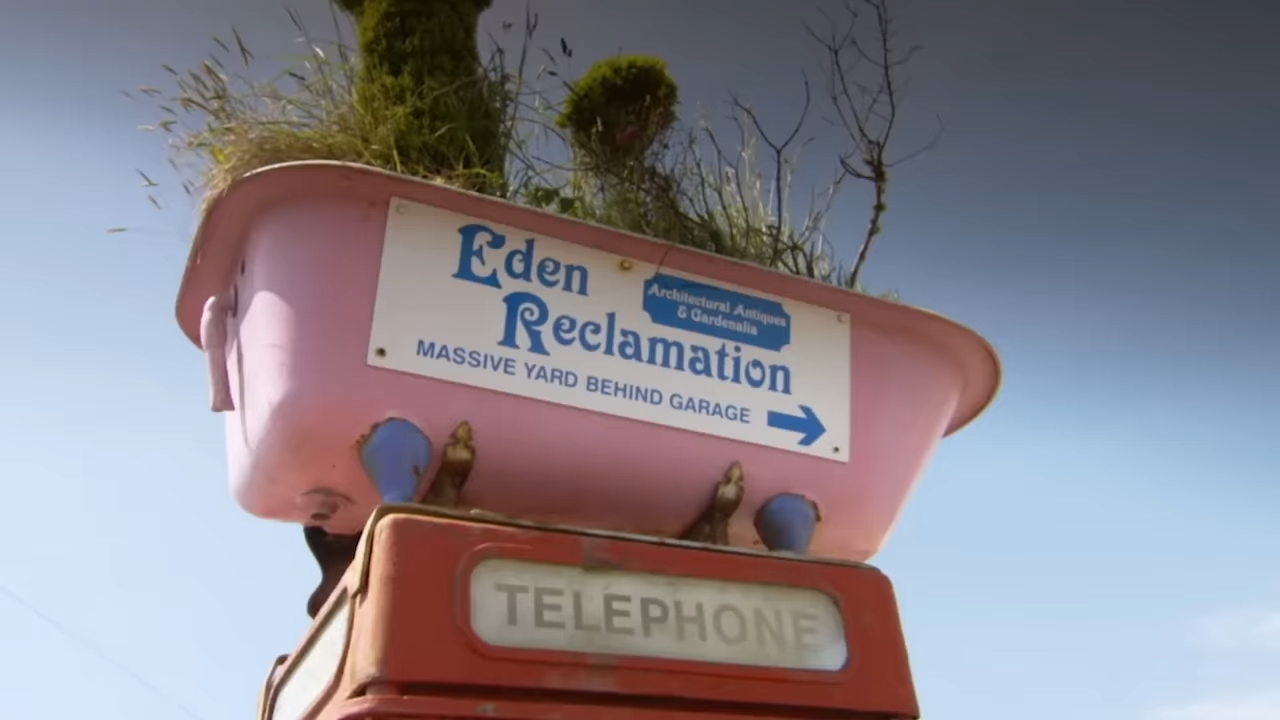 Eden
Architectural Antiques
& Gardenalia
Reclamation
MASSIVE YARD BEHIND GARAGE
TELEPHONE